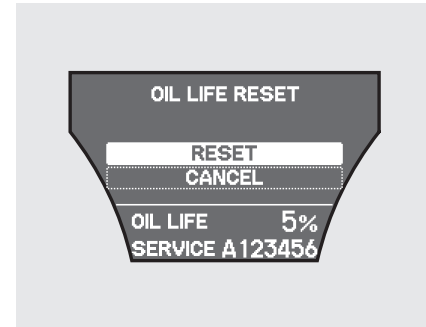 OIL LIFE RESET
RESET
CANCEL
OIL LIFE 5%
SERVICE A123456